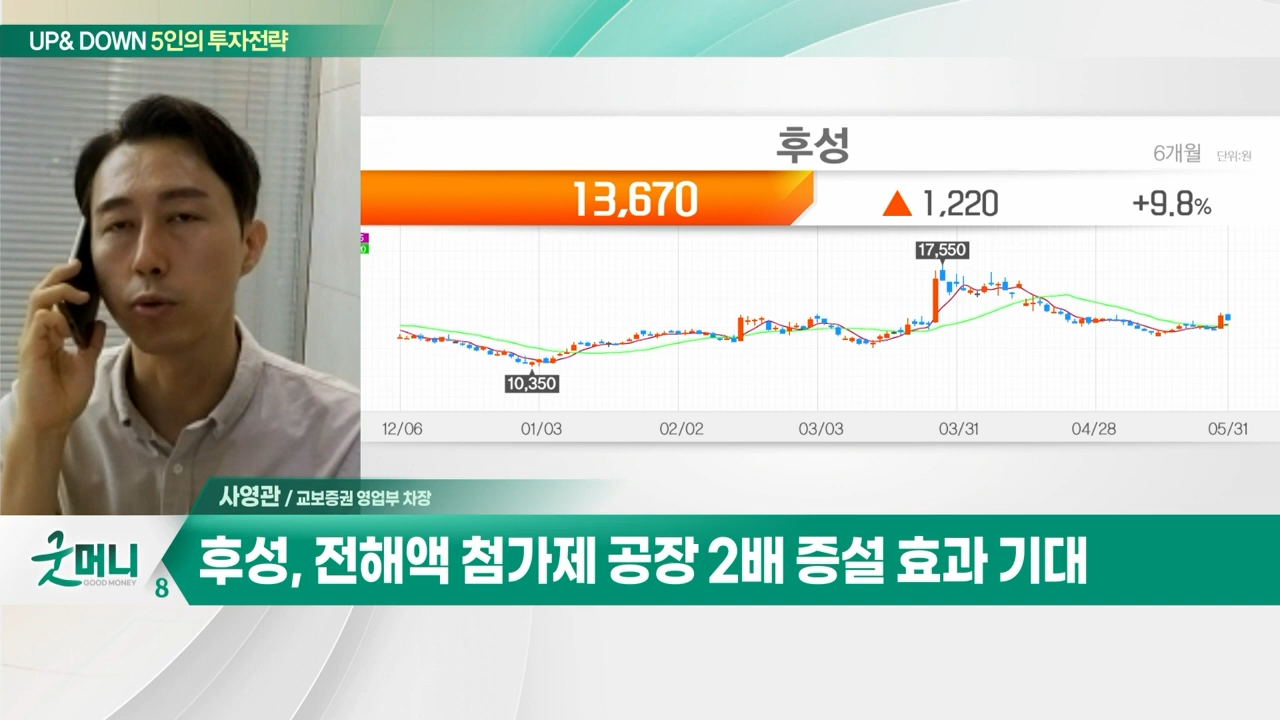 UP& DOWN 5인의 투자전략
후성
6개월 단위:원
13,670 ▲ 1,220 +9.8%
17,550
10,350
12/06 01/03 02/02 03/03 03/31 04/28 05/31
사영관 / 교보증권 영업부 차장
굿머니
GOOD MONEY
8
후성, 전해액 첨가제 공장 2배 증설 효과 기대